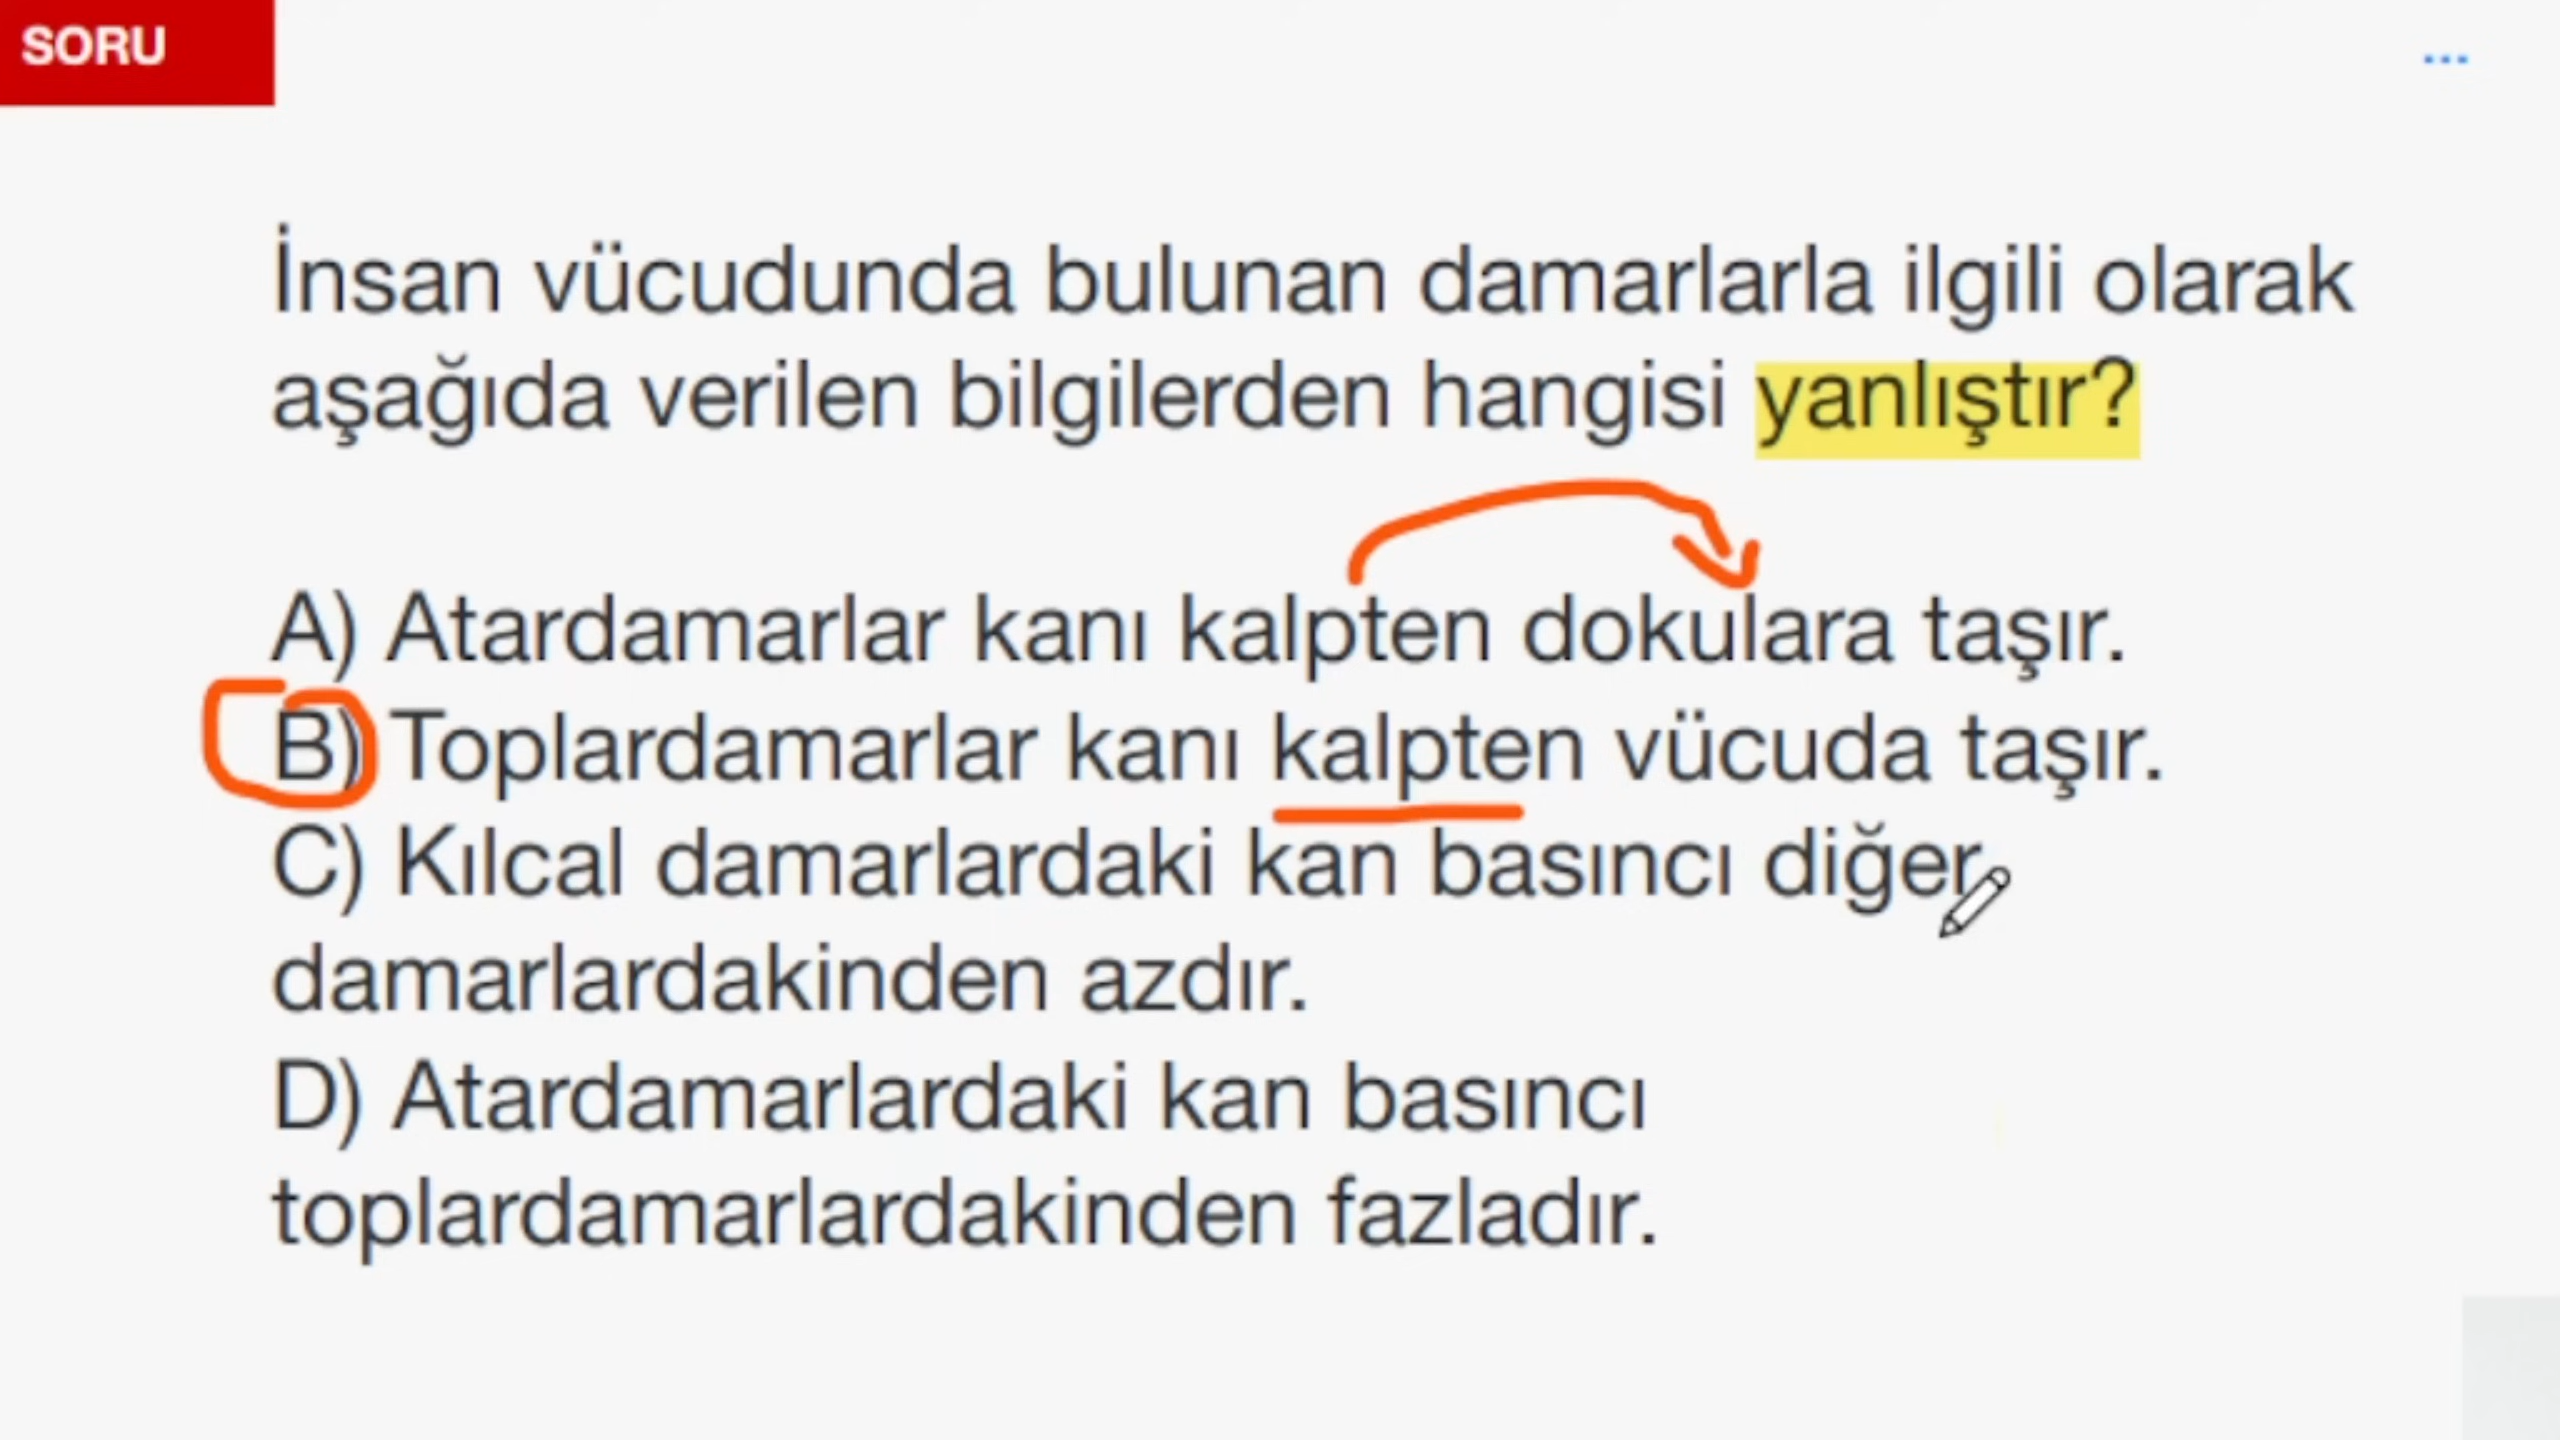 SORU
...
İnsan vücudunda bulunan damarlarla ilgili olarak
aşağıda verilen bilgilerden hangisi yanlıştır?
A) Atardamarlar kanı kalpten dokulara taşır.
B) Toplardamarlar kanı kalpten vücuda taşır.
C) Kılcal damarlardaki kan basıncı diğer
damarlardakinden azdır.
D) Atardamarlardaki kan basıncı
toplardamarlardakinden fazladır.